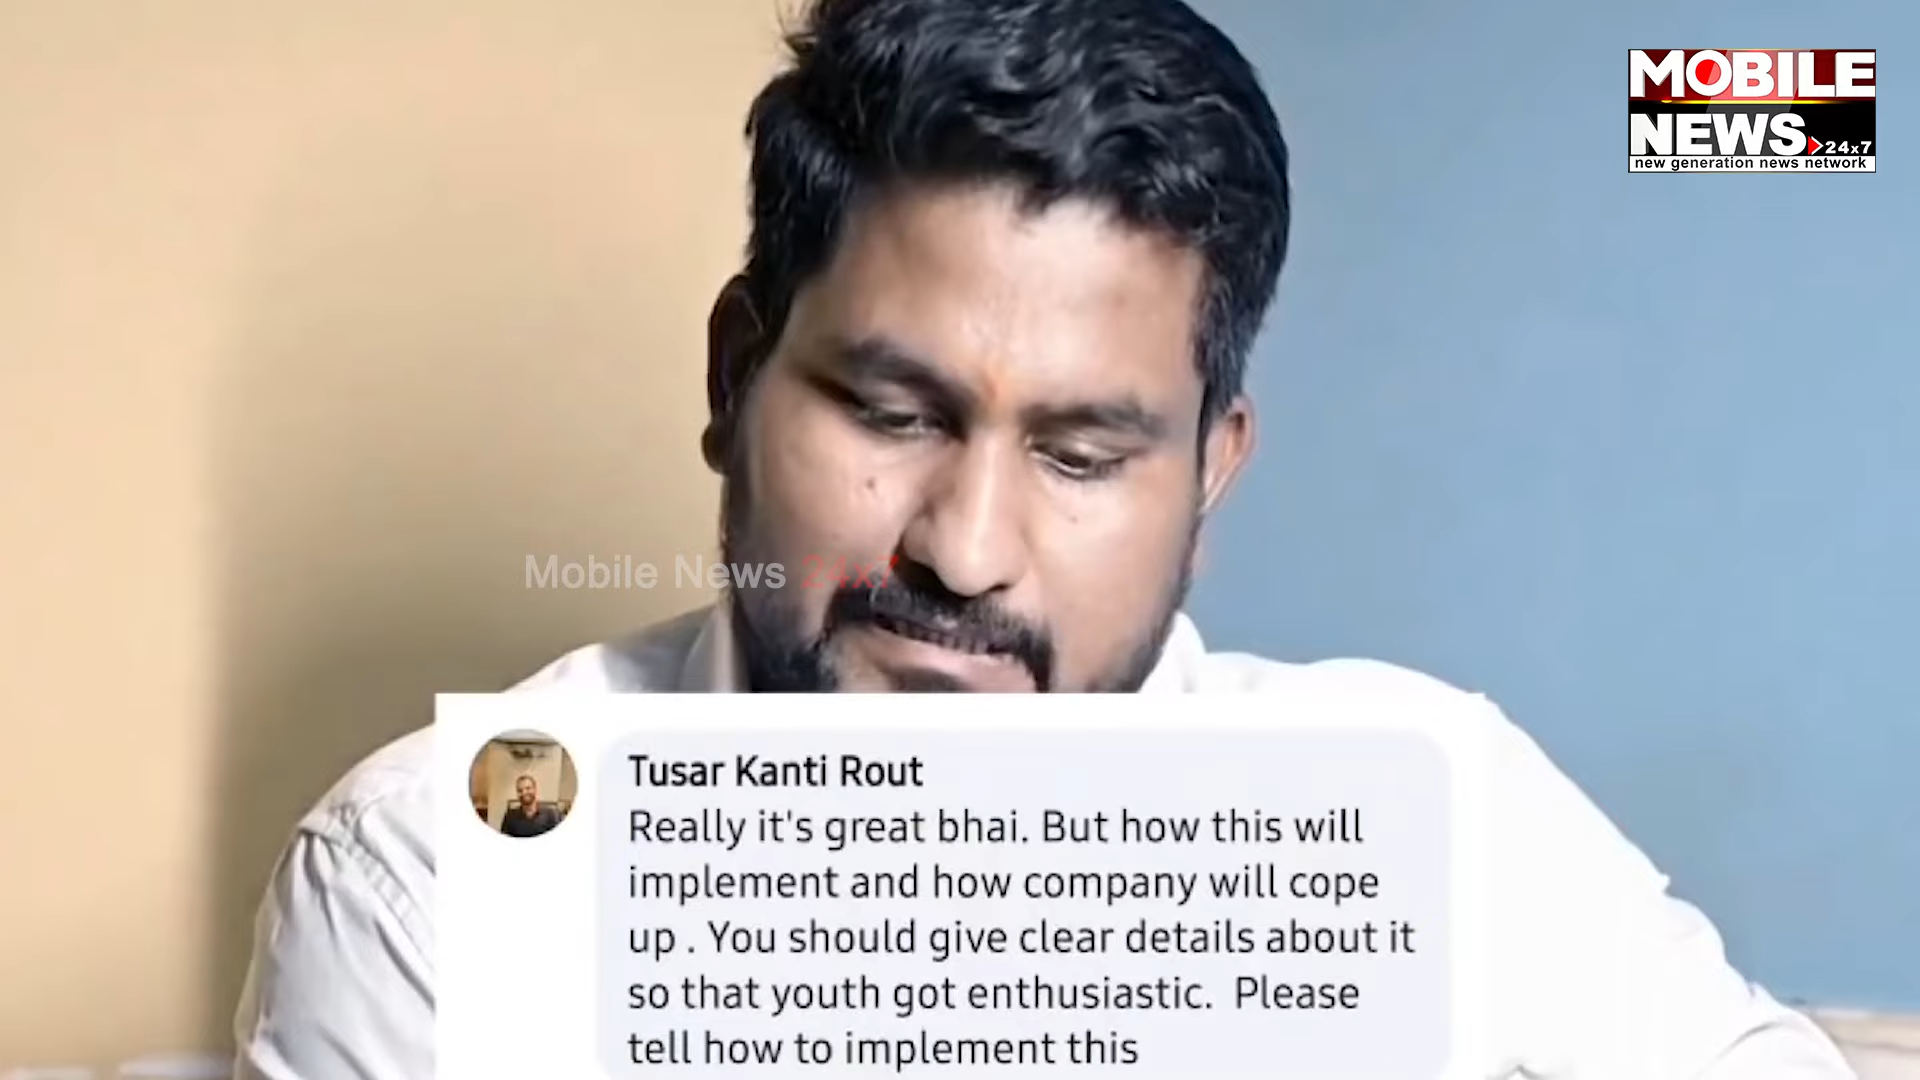 MOBILE
NEWS 24x7
new generation news network
Mobile News 24x7
Tusar Kanti Rout
Really it's great bhai. But how this will
implement and how company will cope
up . You should give clear details about it
so that youth got enthusiastic.  Please
tell how to implement this